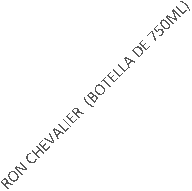 RON CHEVALIER (BOTELLA DE 750ML)